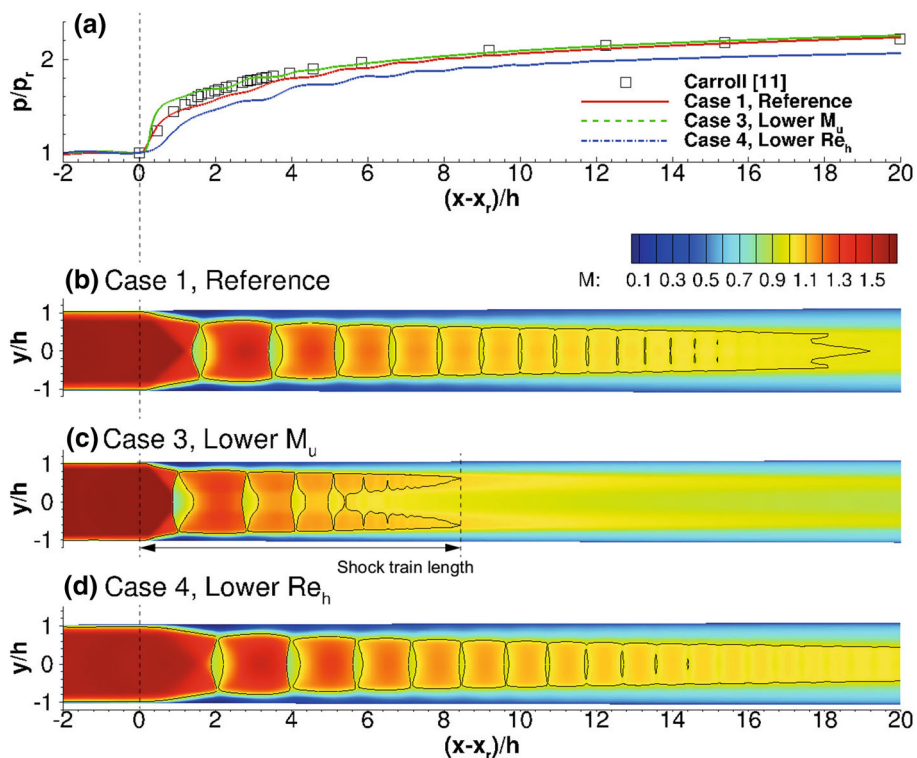 (a)
p/p_r
2
1
Carroll [11]
Case 1, Reference
Case 3, Lower M_u
Case 4, Lower Re_h
-2 0 2 4 6 8 10 12 14 16 18 20
(x-x_r)/h
M: 0.1 0.3 0.5 0.7 0.9 1.1 1.3 1.5
(b) Case 1, Reference
y/h
1
0
-1
(c) Case 3, Lower M_u
y/h
1
0
-1
Shock train length
(d) Case 4, Lower Re_h
y/h
1
0
-1
-2 0 2 4 6 8 10 12 14 16 18 20
(x-x_r)/h